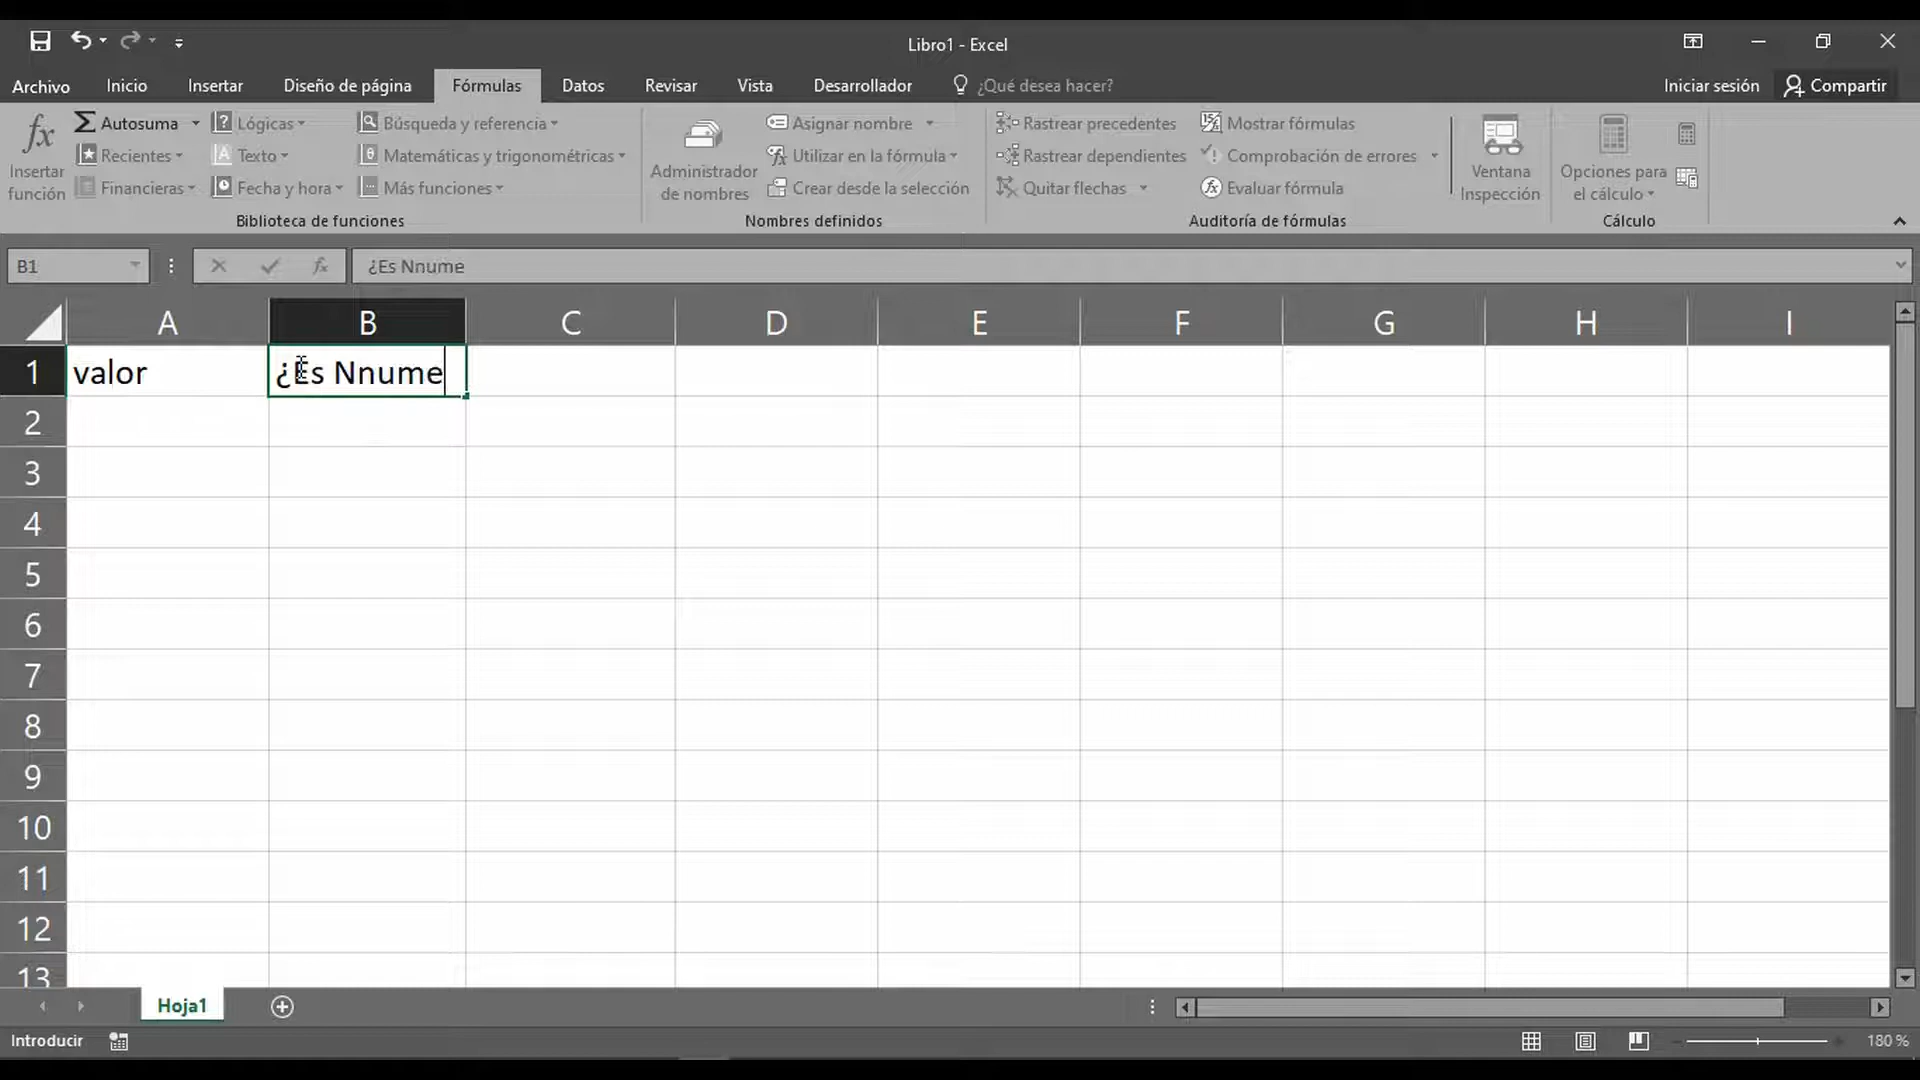 Libro1 - Excel
Archivo Inicio Insertar Diseño de página Fórmulas Datos Revisar Vista Desarrollador ¿Qué desea hacer? Iniciar sesión Compartir
fx Autosuma Lógicas Búsqueda y referencia Asignar nombre Rastrear precedentes Mostrar fórmulas
Recientes Texto Matemáticas y trigonométricas Utilizar en la fórmula Rastrear dependientes Comprobación de errores
Insertar función Financieras Fecha y hora Más funciones Administrador de nombres Crear desde la selección Quitar flechas Evaluar fórmula Ventana Inspección Opciones para el cálculo
Biblioteca de funciones Nombres definidos Auditoría de fórmulas Cálculo
B1 fx ¿Es Nnume
A B C D E F G H I
1 valor ¿Es Nnume
2
3
4
5
6
7
8
9
10
11
12
13
Hoja1
Introducir 180 %